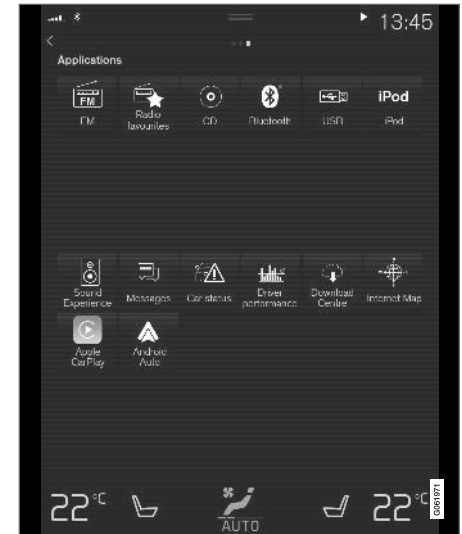 13:45
Applications
FM
iPod
FM
Radio
favourites
CD
Bluetooth
USB
iPod
Sound
Experience
Messages
Car status
Driver
performance
Download
Centre
Internet Map
Apple
CarPlay
Android
Auto
22°C
22°C
AUTO
G061971